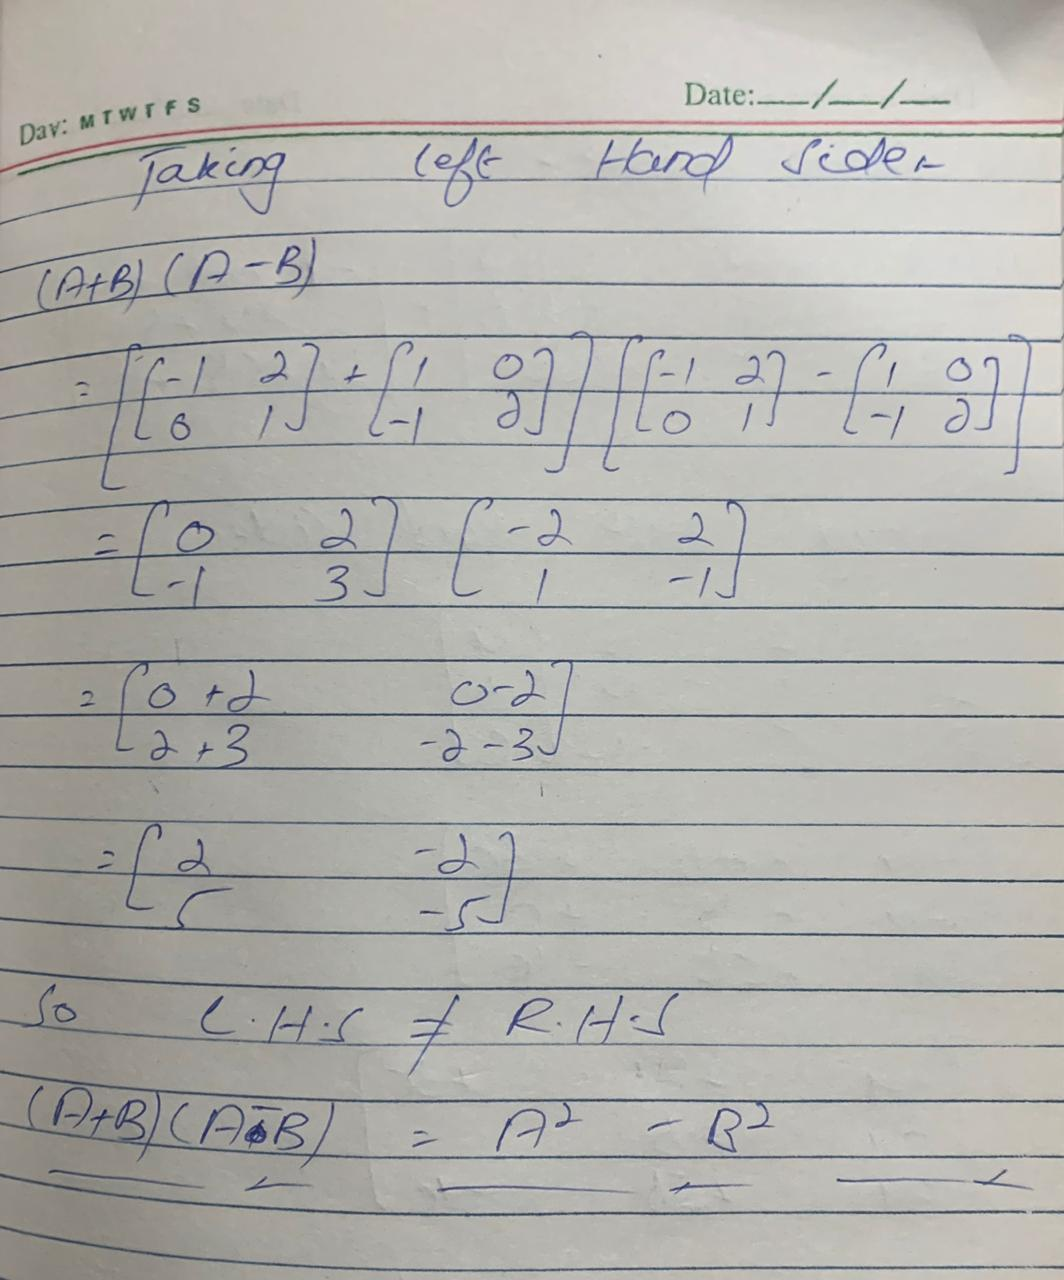 Day: M T W T F S
Date:__/__/__
Taking left Hand Side:-
(A+B) (A-B)
= [[-1 2] + [1 0]] [[-1 2] - [1 0]]
[[0 1] [-1 2]] [[0 1] [-1 2]]
= [0 2] [-2 2]
[-1 3] [1 -1]
= [0+2 0-2]
[2+3 -2-3]
= [2 -2]
[5 -5]
So L.H.S ≠ R.H.S
(A+B) (A-B) = A² - B²